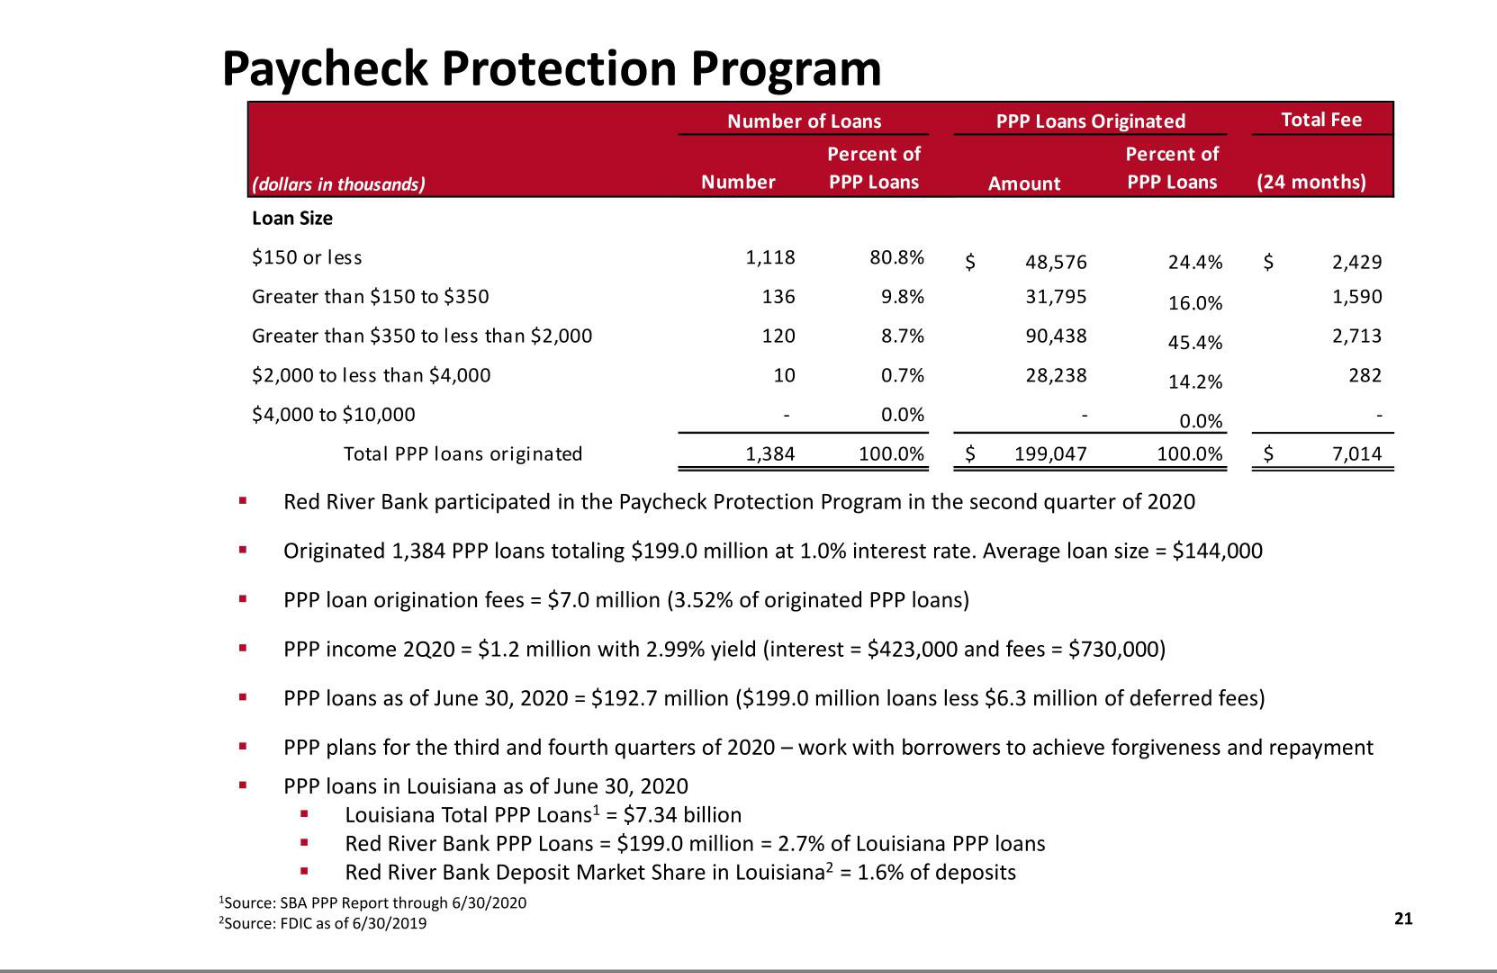 Paycheck Protection Program
Number of Loans PPP Loans Originated Total Fee
(dollars in thousands) Number Percent of PPP Loans Amount Percent of PPP Loans (24 months)
Loan Size
$150 or less 1,118 80.8% $ 48,576 24.4% $ 2,429
Greater than $150 to $350 136 9.8% 31,795 16.0% 1,590
Greater than $350 to less than $2,000 120 8.7% 90,438 45.4% 2,713
$2,000 to less than $4,000 10 0.7% 28,238 14.2% 282
$4,000 to $10,000 - 0.0% - 0.0% -
Total PPP loans originated 1,384 100.0% $ 199,047 100.0% $ 7,014
▪ Red River Bank participated in the Paycheck Protection Program in the second quarter of 2020
▪ Originated 1,384 PPP loans totaling $199.0 million at 1.0% interest rate. Average loan size = $144,000
▪ PPP loan origination fees = $7.0 million (3.52% of originated PPP loans)
▪ PPP income 2Q20 = $1.2 million with 2.99% yield (interest = $423,000 and fees = $730,000)
▪ PPP loans as of June 30, 2020 = $192.7 million ($199.0 million loans less $6.3 million of deferred fees)
▪ PPP plans for the third and fourth quarters of 2020 – work with borrowers to achieve forgiveness and repayment
▪ PPP loans in Louisiana as of June 30, 2020
▪ Louisiana Total PPP Loans¹ = $7.34 billion
▪ Red River Bank PPP Loans = $199.0 million = 2.7% of Louisiana PPP loans
▪ Red River Bank Deposit Market Share in Louisiana² = 1.6% of deposits
¹Source: SBA PPP Report through 6/30/2020
²Source: FDIC as of 6/30/2019
21